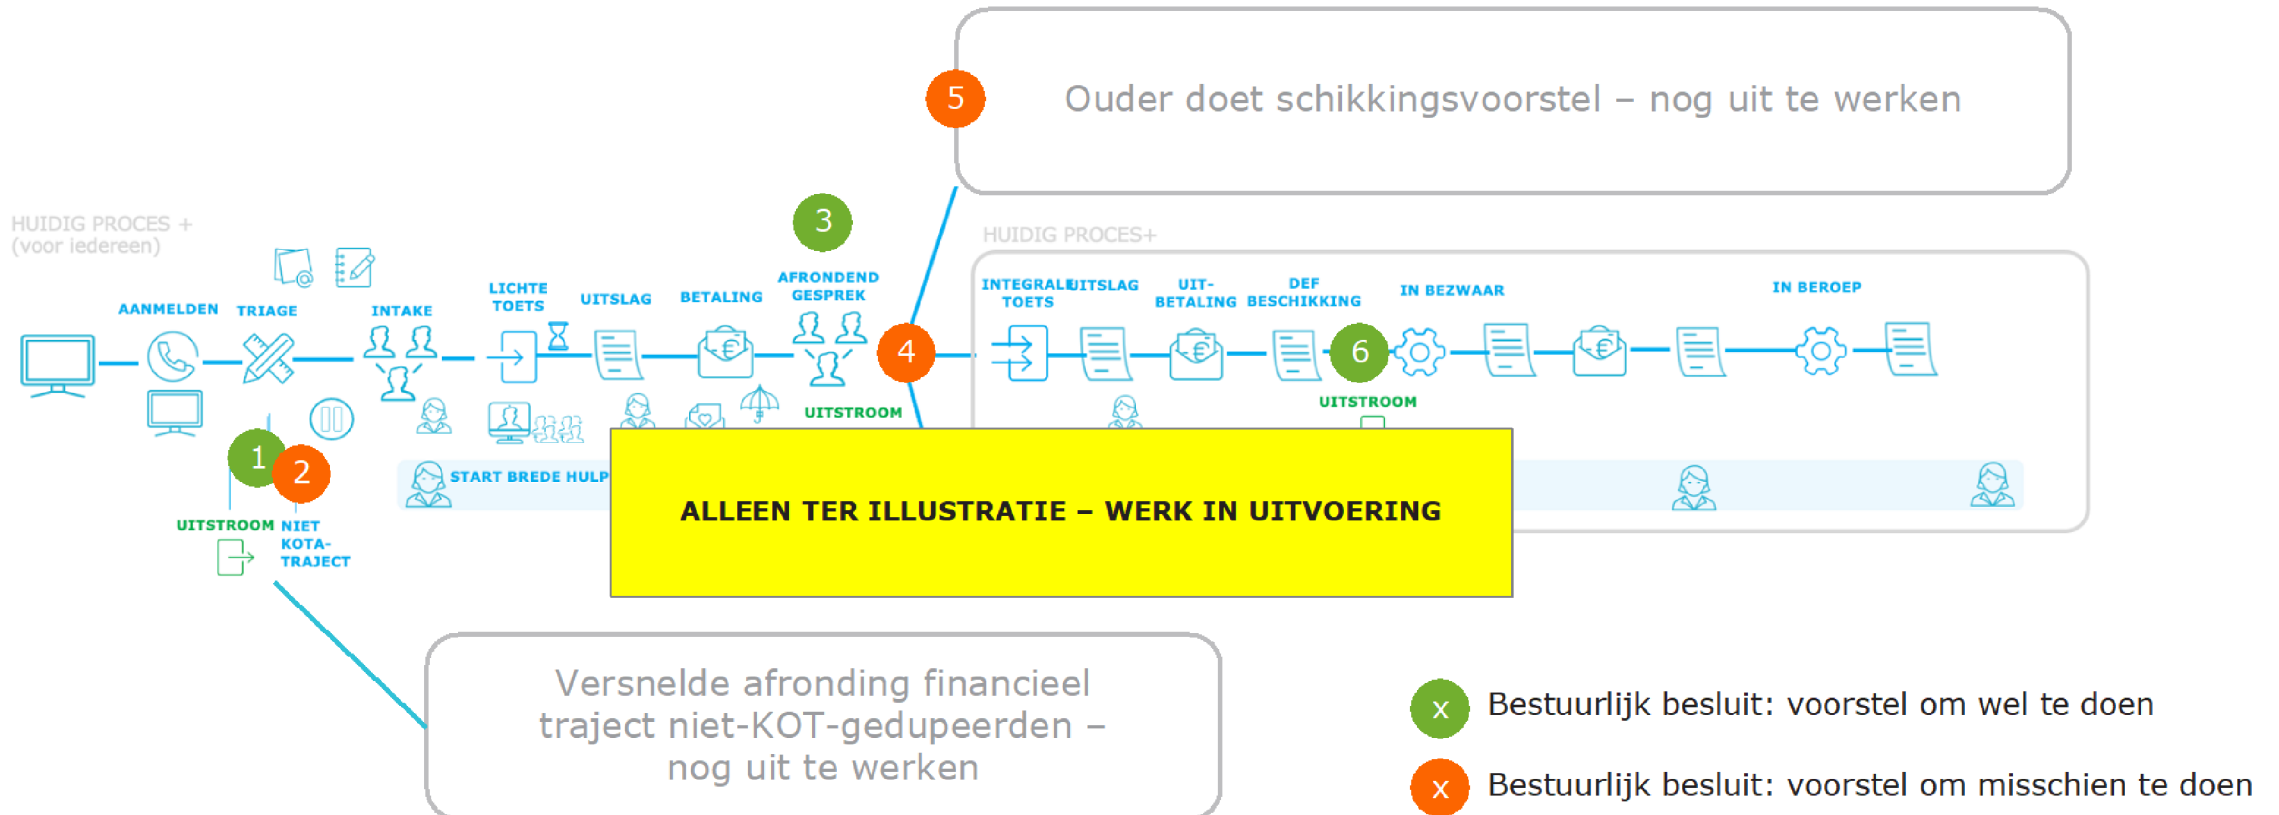 5
Ouder doet schikkingsvoorstel – nog uit te werken
HUIDIG PROCES +
(voor iedereen)
3
HUIDIG PROCES+
AANMELDEN
TRIAGE
INTAKE
LICHTE
TOETS
UITSLAG
BETALING
AFRONDEND
GESPREK
4
INTEGRALE
TOETS
UITSLAG
UIT-
BETALING
DEF
BESCHIKKING
6
IN BEZWAAR
IN BEROEP
UITSTROOM
UITSTROOM
1
2
START BREDE HULP
ALLEEN TER ILLUSTRATIE – WERK IN UITVOERING
UITSTROOM
NIET
KOTA-
TRAJECT
Versnelde afronding financieel
traject niet-KOT-gedupeerden –
nog uit te werken
x Bestuurlijk besluit: voorstel om wel te doen
x Bestuurlijk besluit: voorstel om misschien te doen